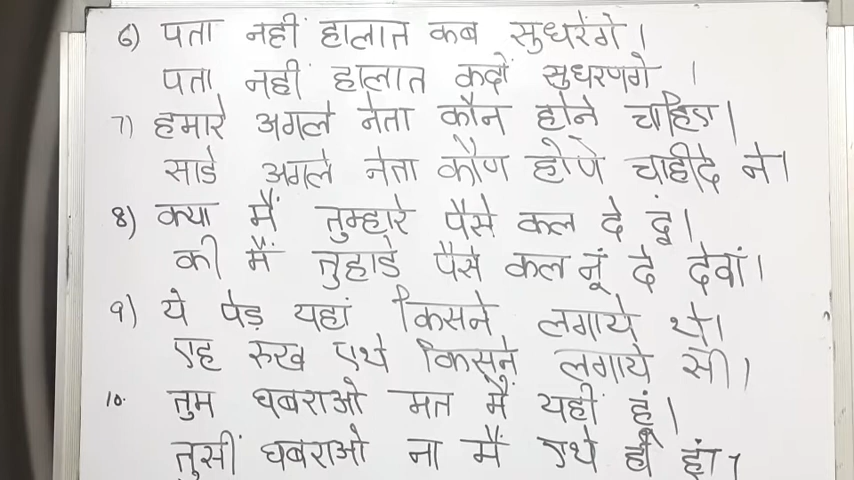 6) पता नहीं हालात कब सुधरेंगे।
पता नहीं हालात कदों सुधरणगे ।
7) हमारे अगले नेता कौन होने चाहिए।
साडे अगले नेता कौण होणे चाहीदे ने।
8) क्या मैं तुम्हारे पैसे कल दे दूं।
की मैं तुहाडे पैसे कल नूं दे देवां।
9) ये पेड़ यहां किसने लगाये थे।
एह रुख एथे किसने लगाये सी।
10. तुम घबराओ मत मैं यहीं हूं।
तुसीं घबराओ ना मैं एथे ही हां।